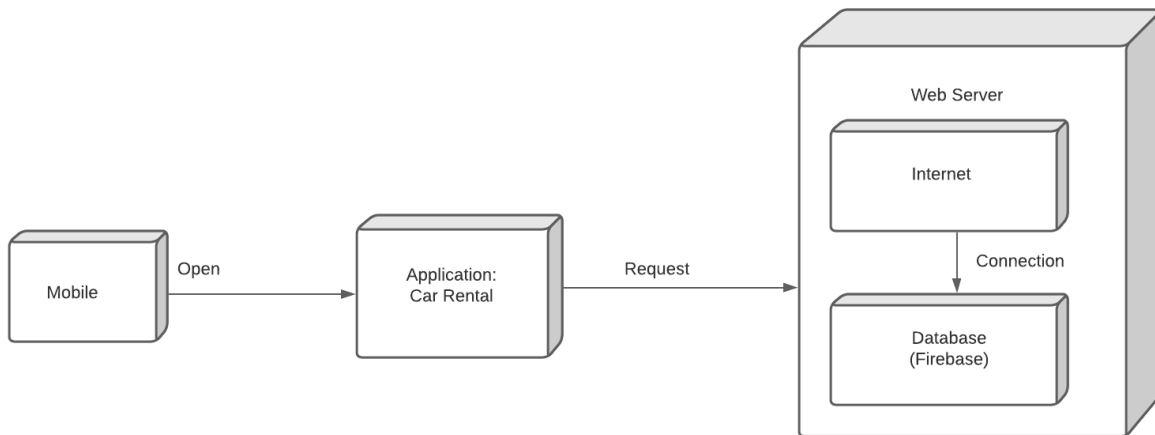 Mobile
Open
Application:
Car Rental
Request
Web Server
Internet
Connection
Database
(Firebase)